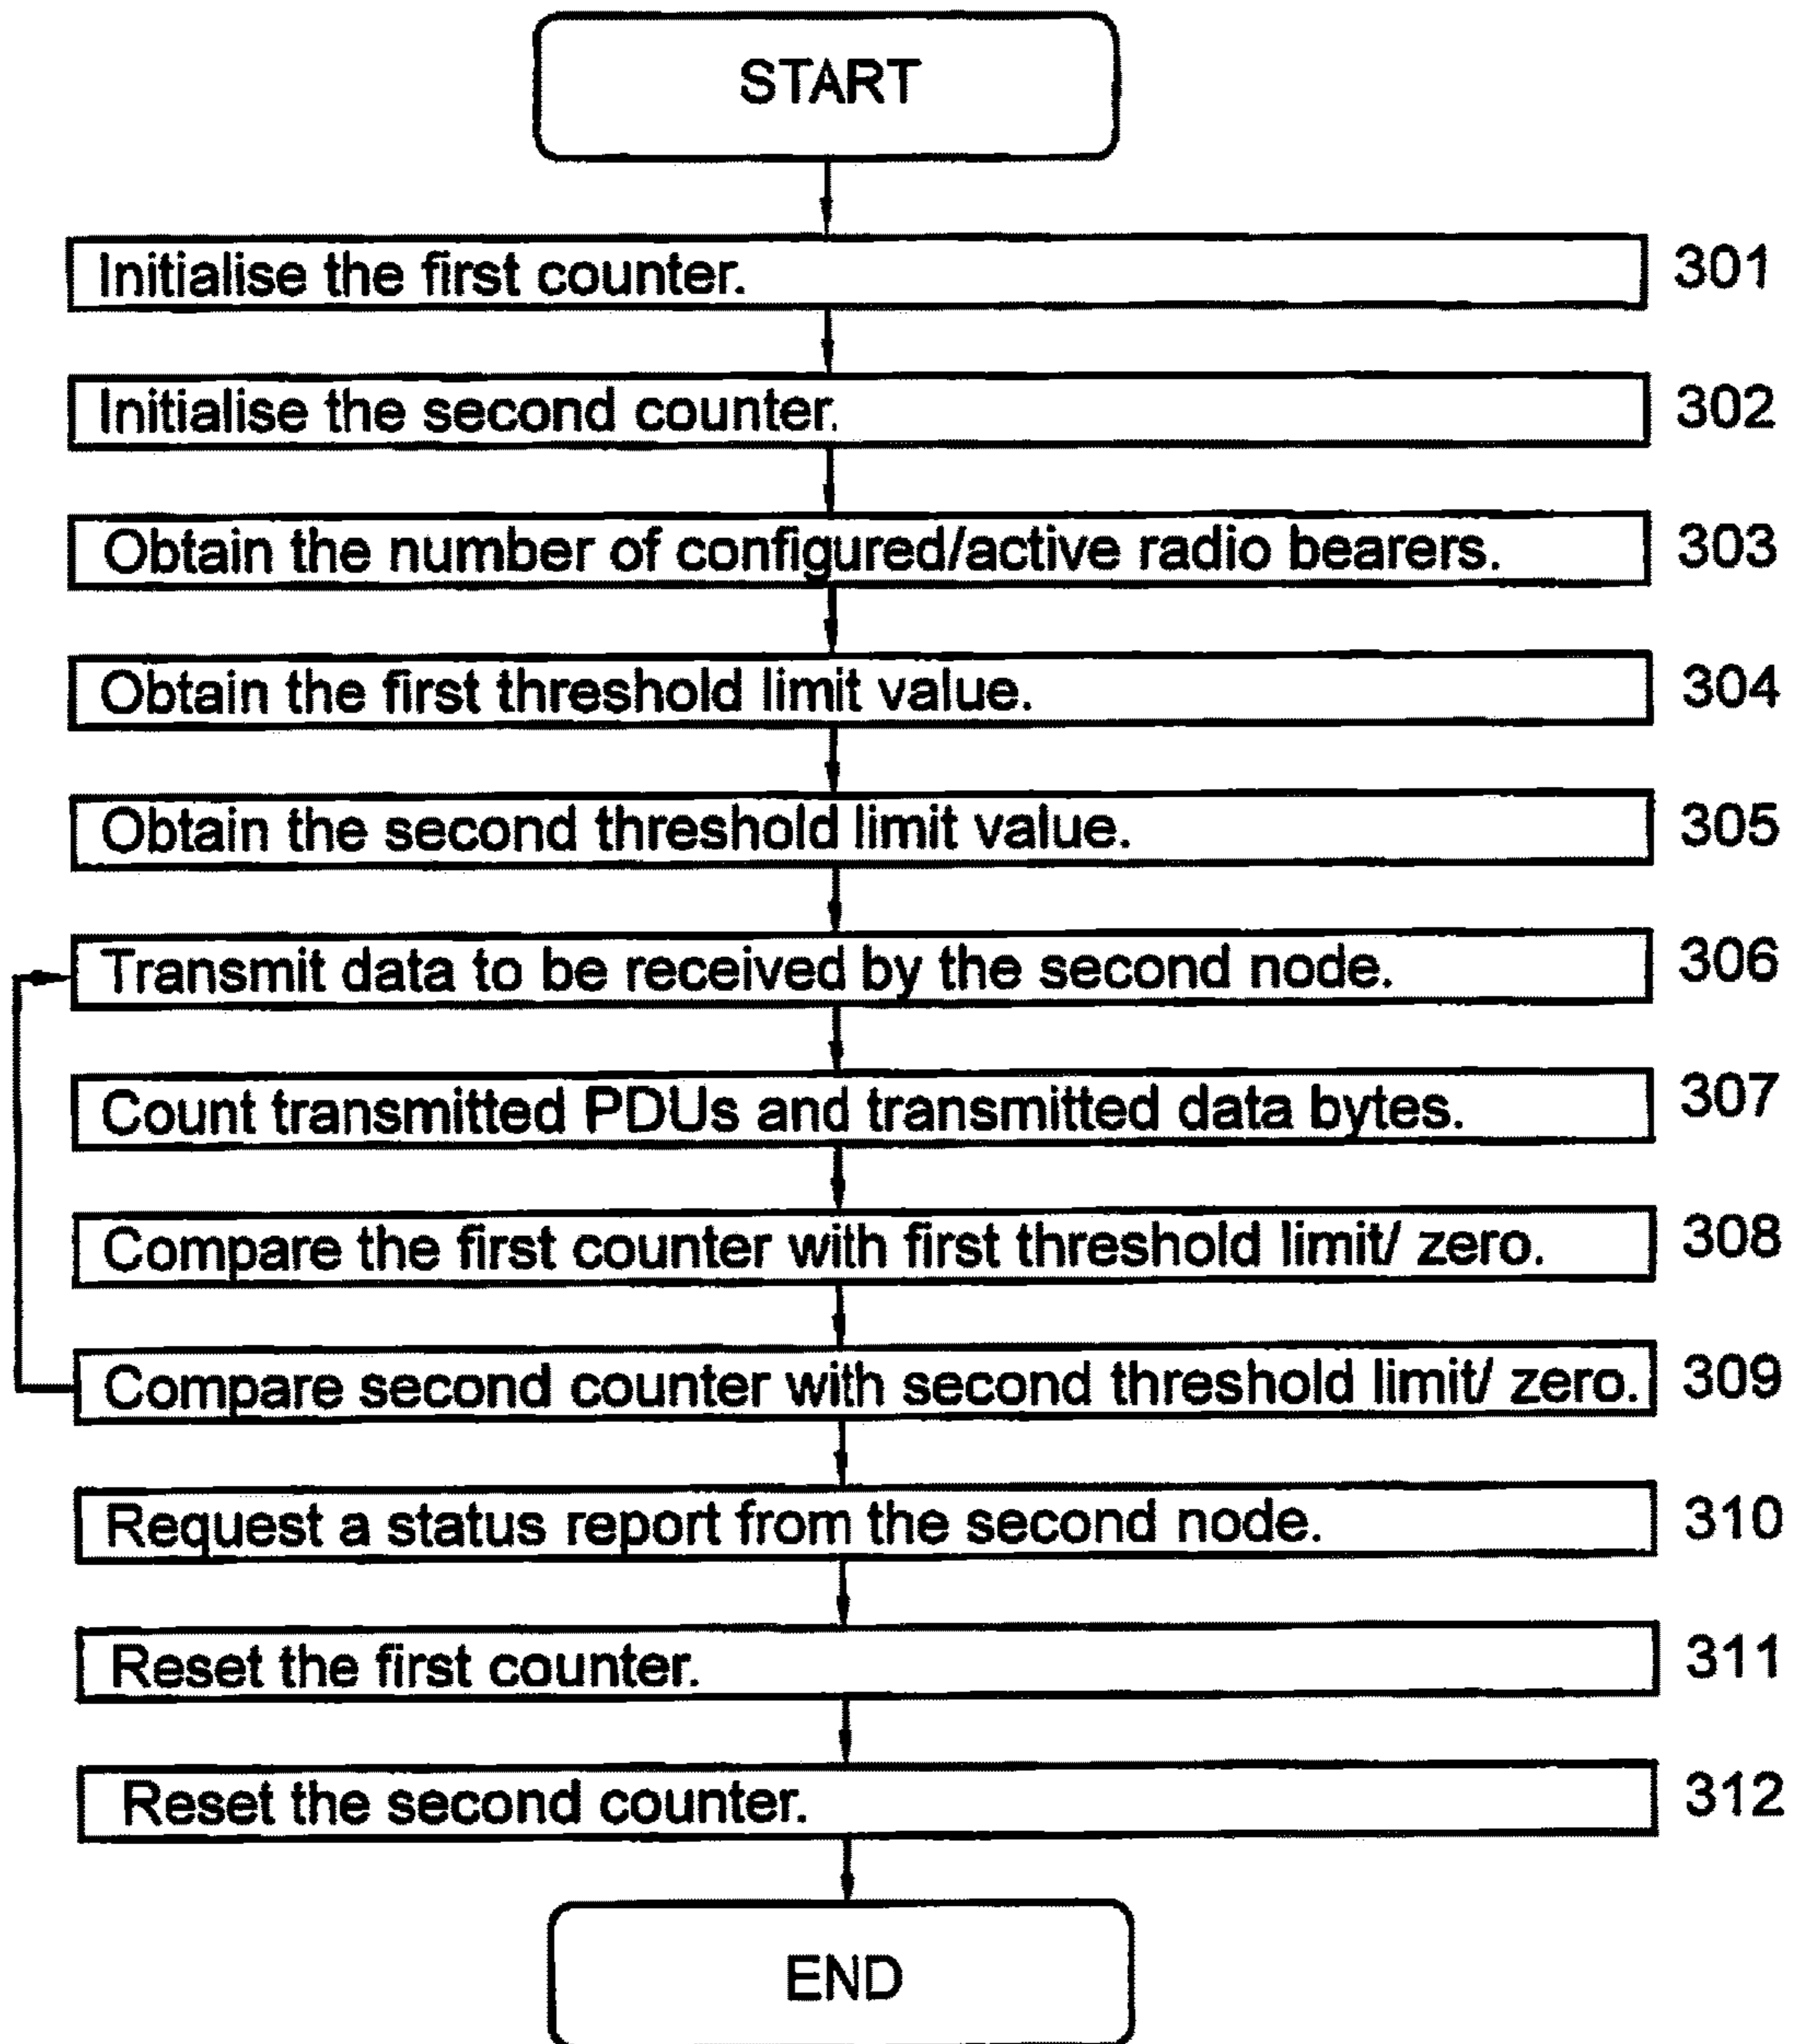 START
Initialise the first counter. 301
Initialise the second counter. 302
Obtain the number of configured/active radio bearers. 303
Obtain the first threshold limit value. 304
Obtain the second threshold limit value. 305
Transmit data to be received by the second node. 306
Count transmitted PDUs and transmitted data bytes. 307
Compare the first counter with first threshold limit/ zero. 308
Compare second counter with second threshold limit/ zero. 309
Request a status report from the second node. 310
Reset the first counter. 311
Reset the second counter. 312
END